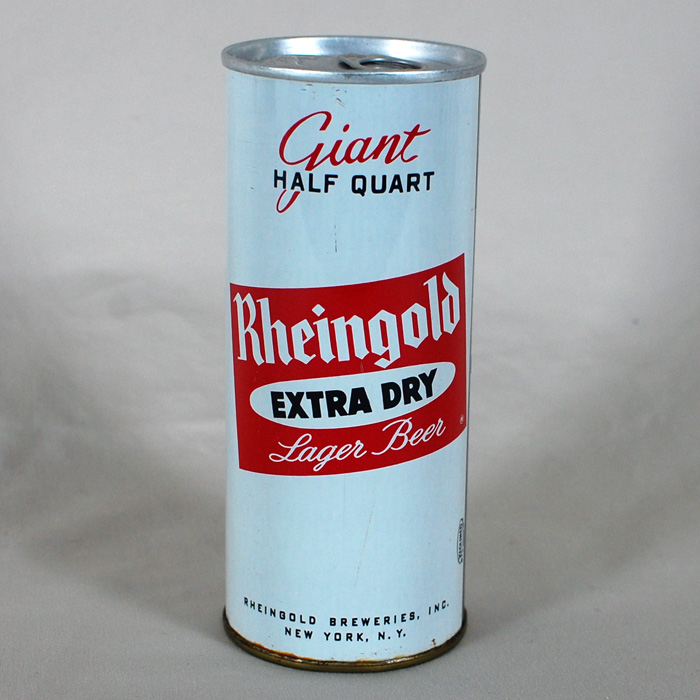 Giant
HALF QUART
Rheingold
EXTRA DRY
Lager Beer
RHEINGOLD BREWERIES, INC.
NEW YORK, N. Y.